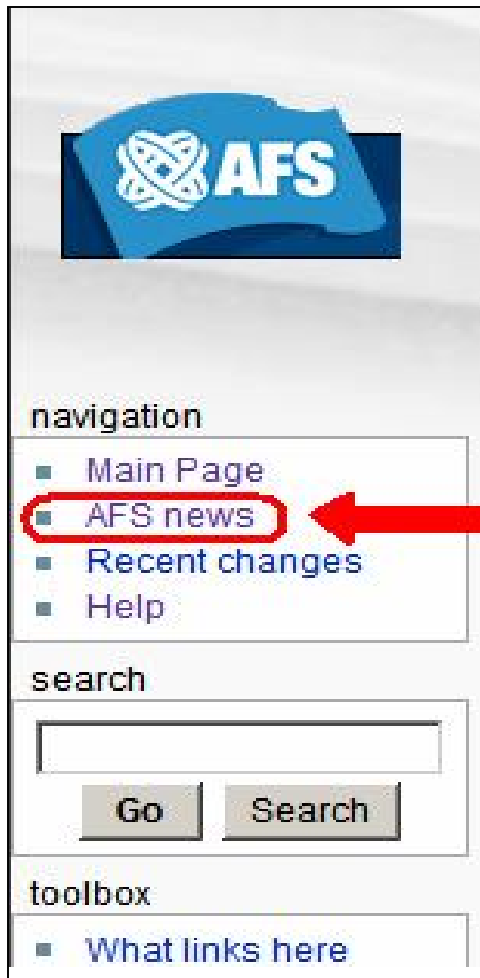 AFS
navigation
Main Page
AFS news
Recent changes
Help
search
Go Search
toolbox
What links here